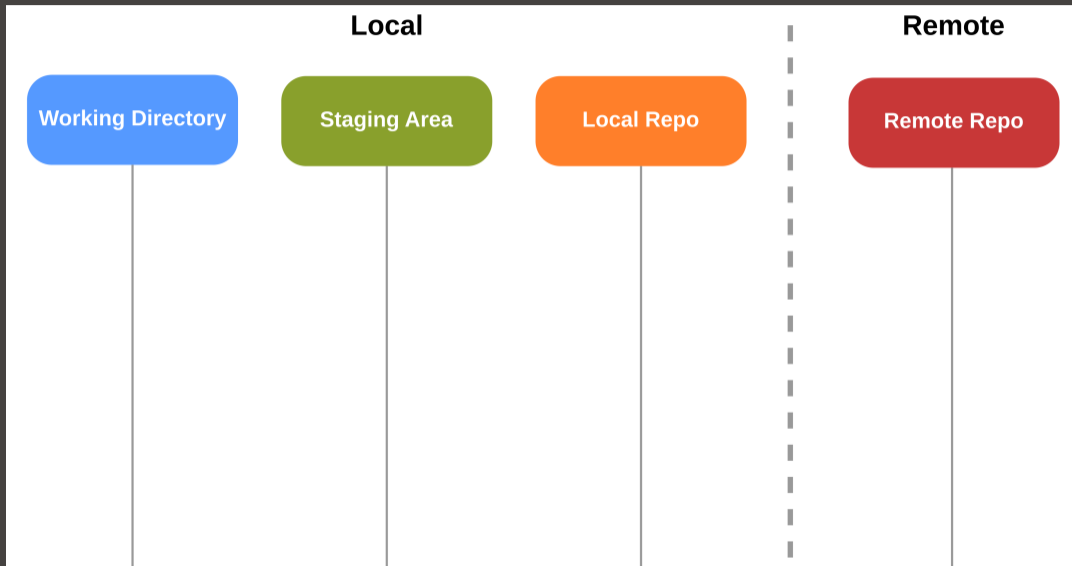 Local
Remote
Working Directory
Staging Area
Local Repo
Remote Repo